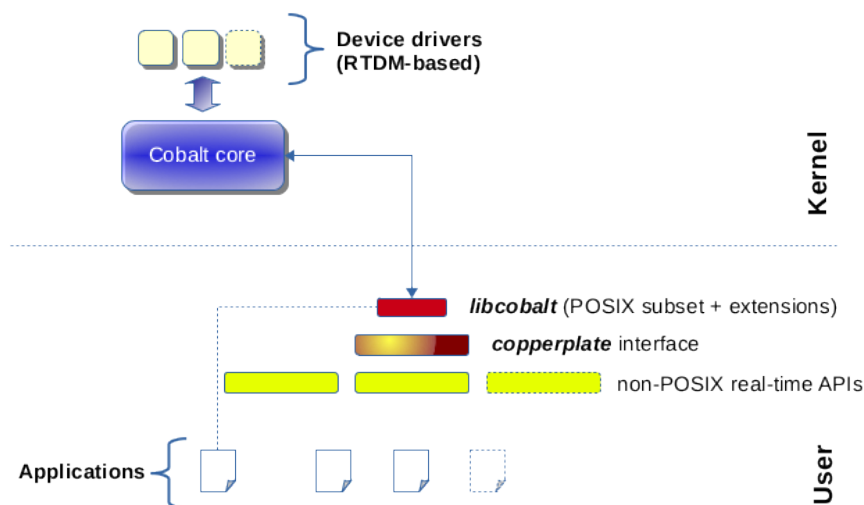 Device drivers
(RTDM-based)
Cobalt core
Kernel
libcobalt (POSIX subset + extensions)
copperplate interface
non-POSIX real-time APIs
Applications
User